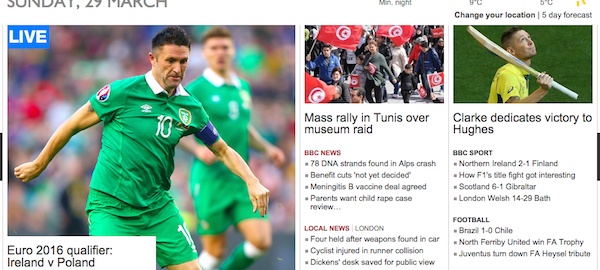 SUNDAY, 29 MARCH
Min. night
9°C
5°C
Change your location | 5 day forecast
LIVE
10
Euro 2016 qualifier:
Ireland v Poland
Mass rally in Tunis over
museum raid
BBC NEWS
78 DNA strands found in Alps crash
Benefit cuts 'not yet decided'
Meningitis B vaccine deal agreed
Parents want child rape case
review…
LOCAL NEWS | LONDON
Four held after weapons found in car
Cyclist injured in runner collision
Dickens' desk saved for public view
Clarke dedicates victory to
Hughes
BBC SPORT
Northern Ireland 2-1 Finland
How F1's title fight got interesting
Scotland 6-1 Gibraltar
London Welsh 14-29 Bath
FOOTBALL
Brazil 1-0 Chile
North Ferriby United win FA Trophy
Juventus turn down FA Heysel tribute